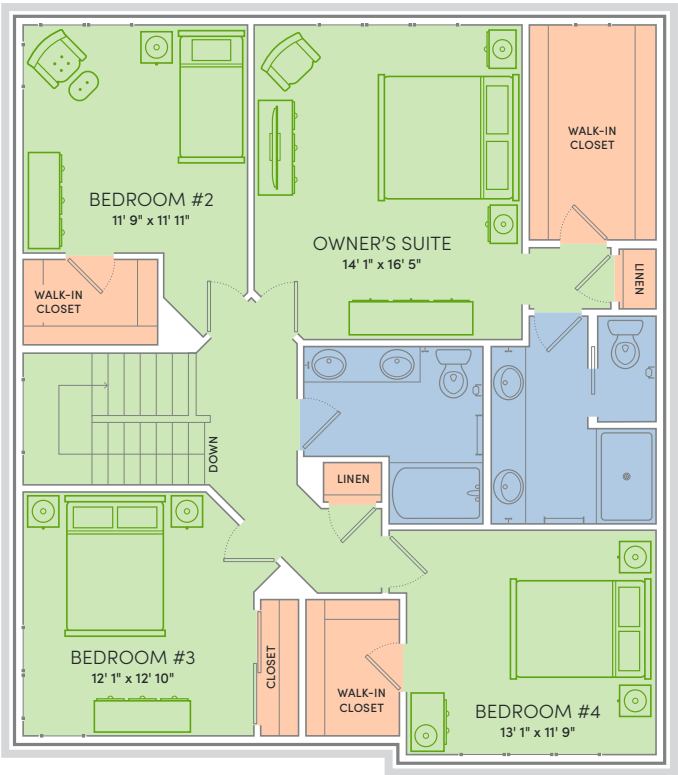 WALK-IN
CLOSET
BEDROOM #2
11' 9" x 11' 11"
OWNER'S SUITE
14' 1" x 16' 5"
LINEN
WALK-IN
CLOSET
DOWN
LINEN
BEDROOM #3
12' 1" x 12' 10"
CLOSET
WALK-IN
CLOSET
BEDROOM #4
13' 1" x 11' 9"